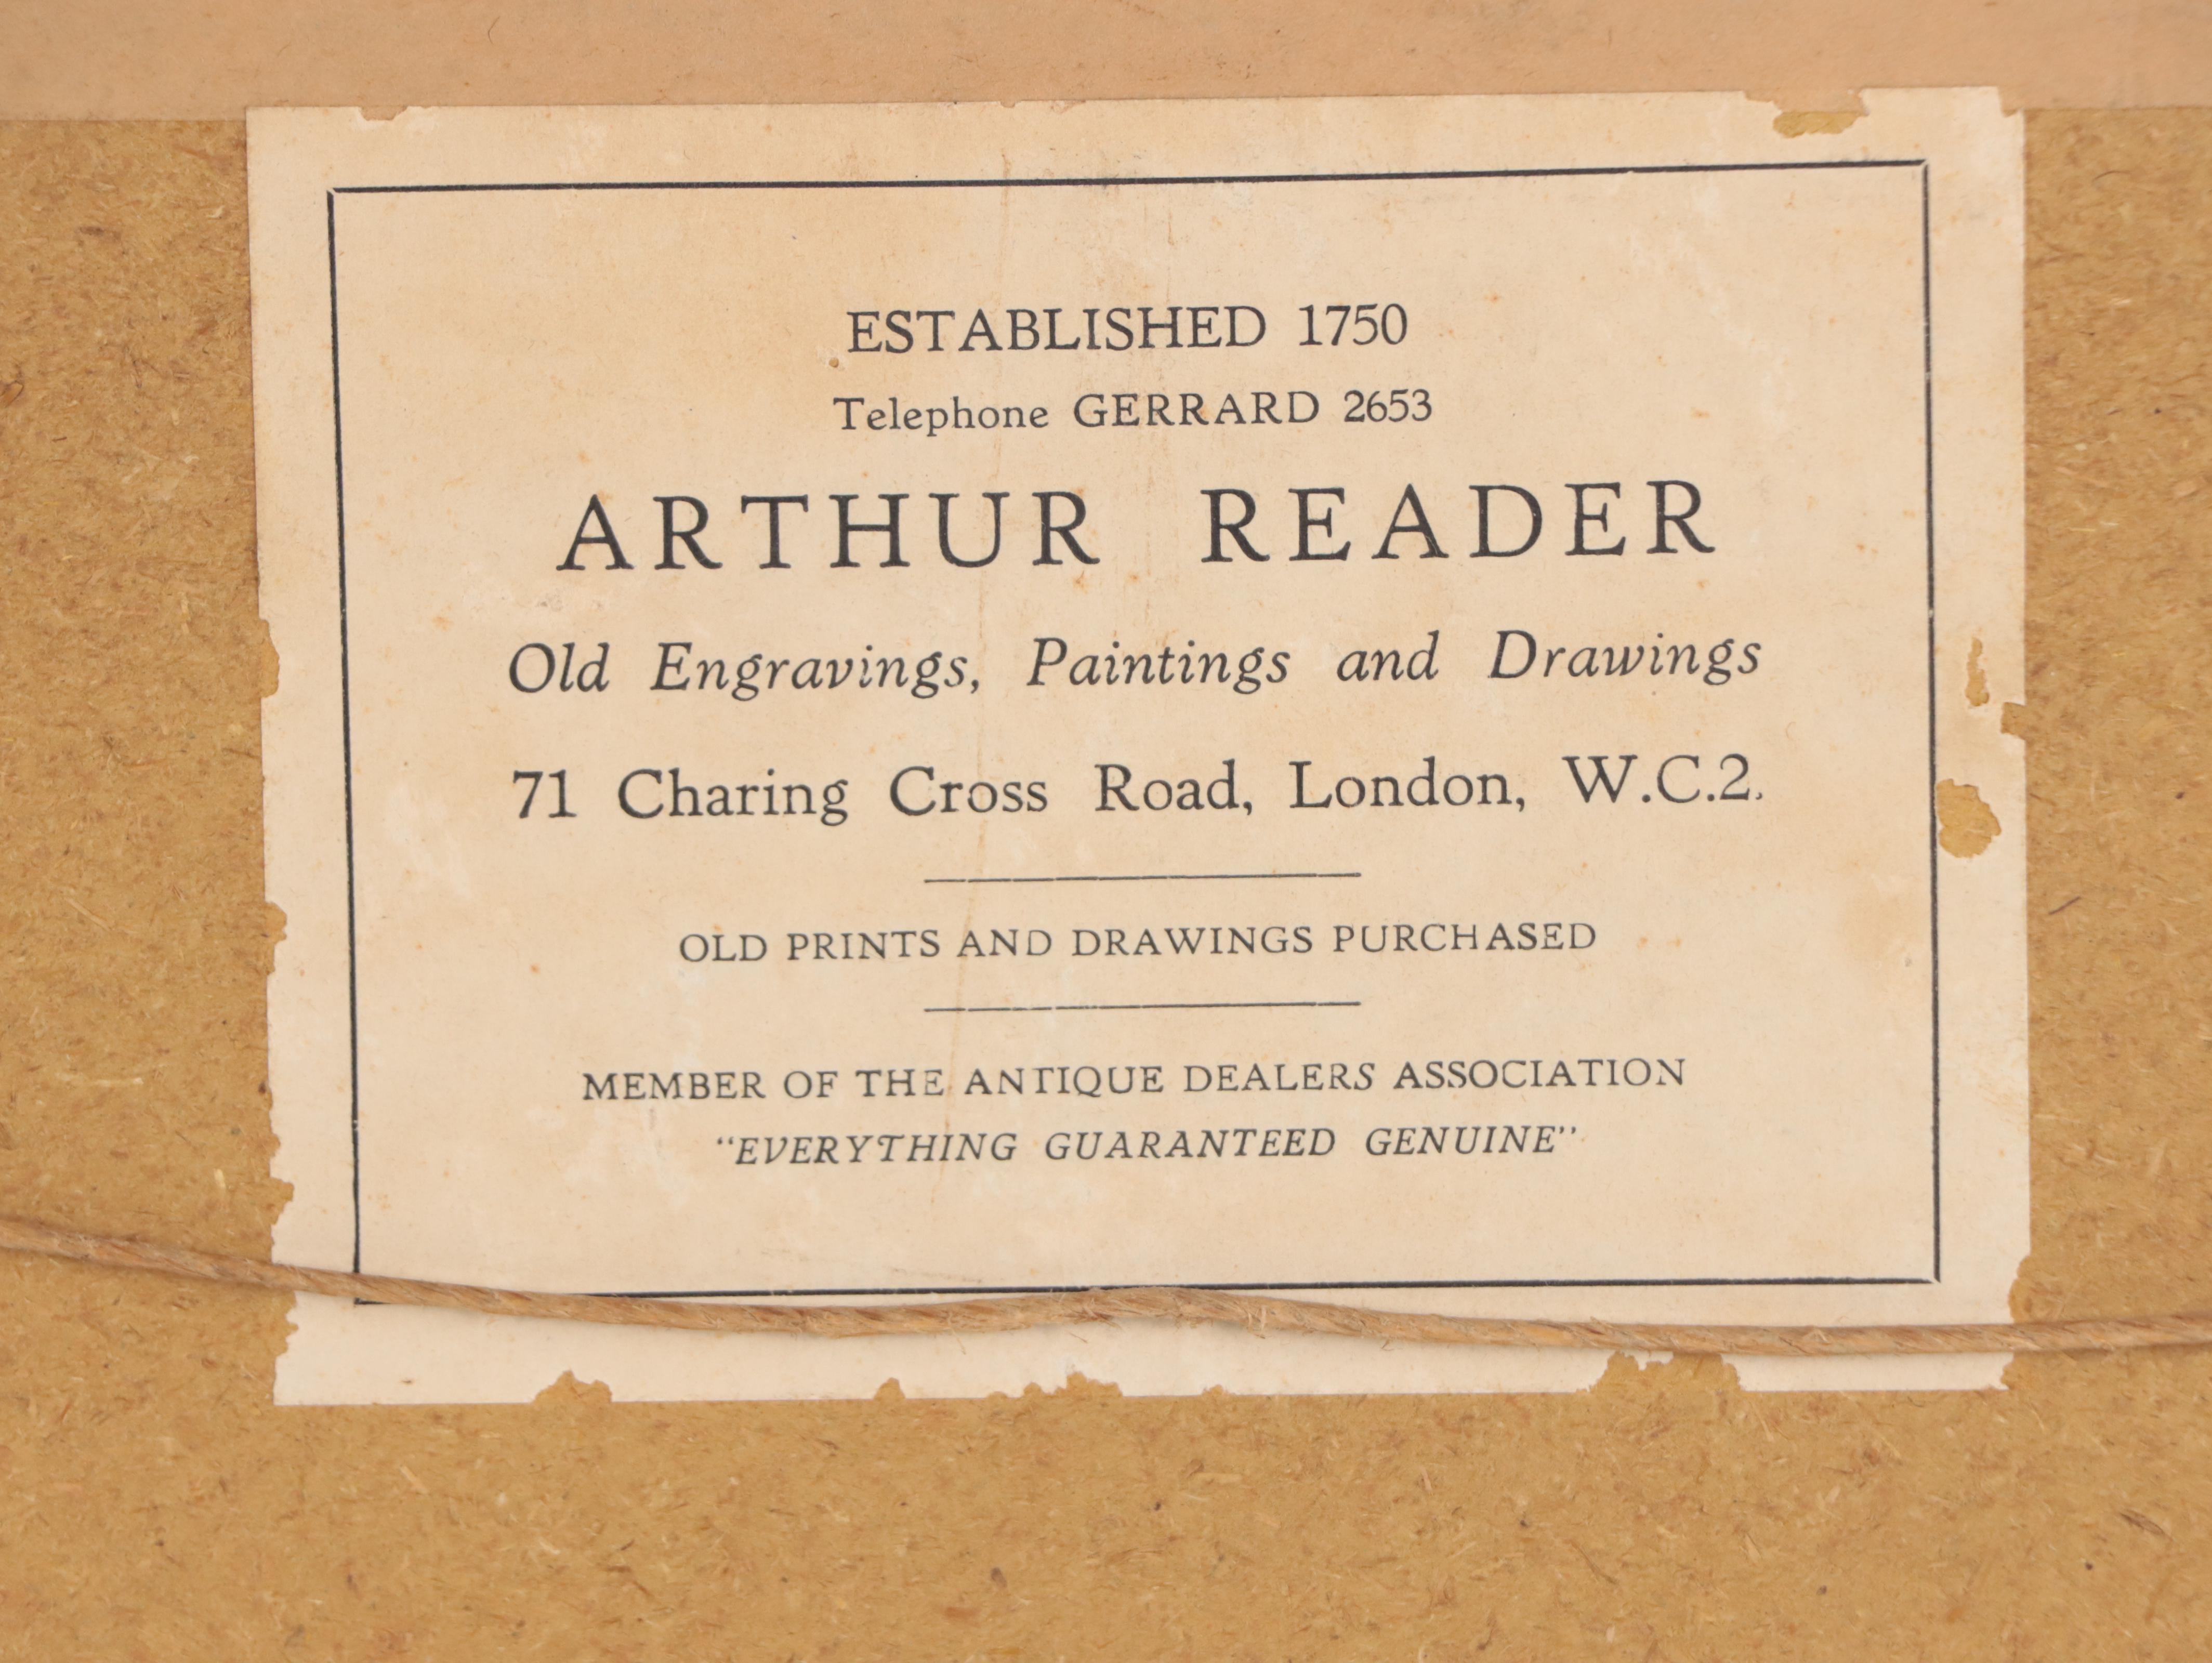 ESTABLISHED 1750
Telephone GERRARD 2653
ARTHUR READER
Old Engravings, Paintings and Drawings
71 Charing Cross Road, London, W.C.2.
OLD PRINTS AND DRAWINGS PURCHASED
MEMBER OF THE ANTIQUE DEALERS ASSOCIATION
“EVERYTHING GUARANTEED GENUINE”